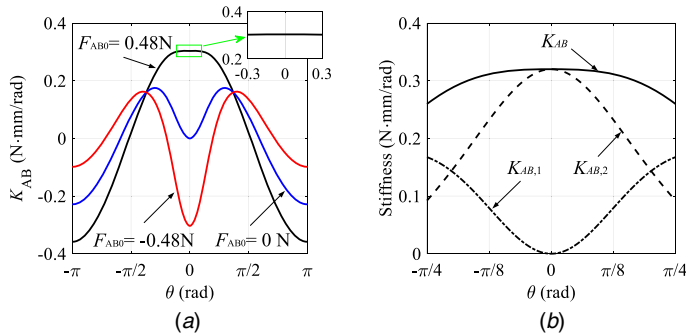 0.4
F_AB0= 0.48N
0.4
0.2
-0.3
0
0.3
0.2
0
-0.2
-0.4
K_AB (N·mm/rad)
F_AB0= -0.48N
F_AB0= 0 N
-π
-π/2
0
π/2
π
θ (rad)
(a)
0.4
0.3
0.2
0.1
0
Stiffness (N·mm/rad)
K_AB
K_AB,1
K_AB,2
-π/4
-π/8
0
π/8
π/4
θ (rad)
(b)